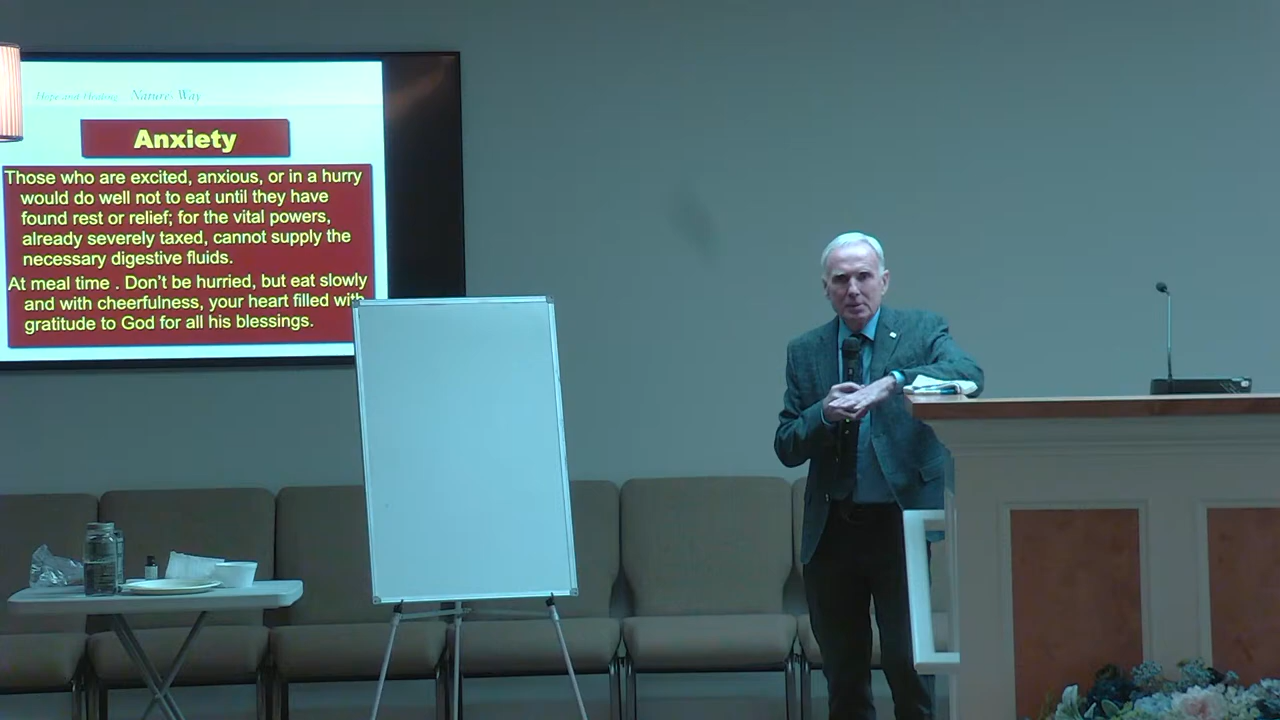 Hope and Healing Nature's Way
Anxiety
Those who are excited, anxious, or in a hurry
would do well not to eat until they have
found rest or relief; for the vital powers,
already severely taxed, cannot supply the
necessary digestive fluids.
At meal time . Don't be hurried, but eat slowly
and with cheerfulness, your heart filled with
gratitude to God for all his blessings.